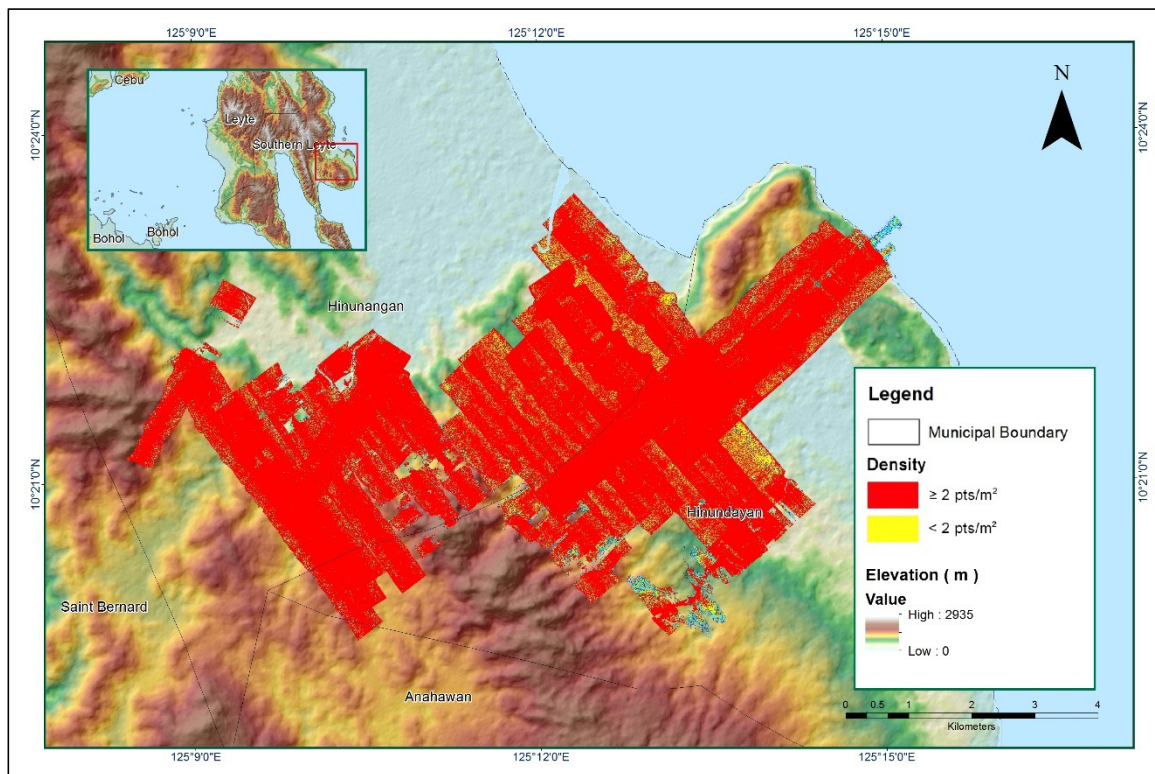 125°9'0"E
125°12'0"E
125°15'0"E
10°24'0"N
10°24'0"N
Cebu
Leyte
Southern Leyte
Bohol
Bohol
N
Hinunangan
10°21'0"N
10°21'0"N
Hinundayan
Saint Bernard
Anahawan
Legend
Municipal Boundary
Density
≥ 2 pts/m²
< 2 pts/m²
Elevation ( m )
Value
High : 2935
Low : 0
0 0.5 1 2 3 4
Kilometers
125°9'0"E
125°12'0"E
125°15'0"E